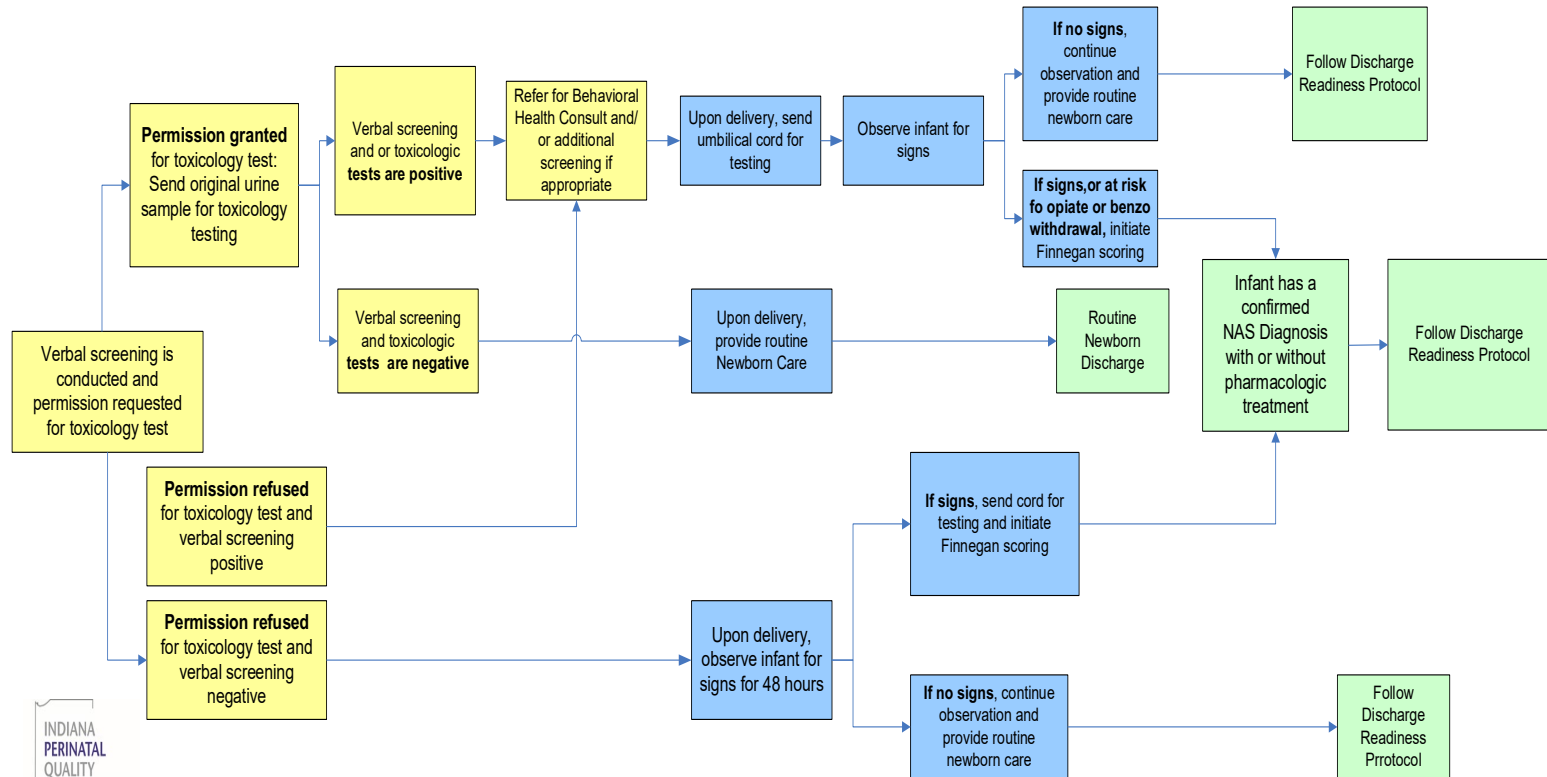 Verbal screening is
conducted and
permission requested
for toxicology test
Permission granted
for toxicology test:
Send original urine
sample for toxicology
testing
Verbal screening
and or toxicologic
tests are positive
Refer for Behavioral
Health Consult and/
or additional
screening if
appropriate
Upon delivery, send
umbilical cord for
testing
Observe infant for
signs
If no signs,
continue
observation and
provide routine
newborn care
Follow Discharge
Readiness Protocol
If signs,or at risk
fo opiate or benzo
withdrawal, initiate
Finnegan scoring
Verbal screening
and toxicologic
tests are negative
Upon delivery,
provide routine
Newborn Care
Routine
Newborn
Discharge
Infant has a
confirmed
NAS Diagnosis
with or without
pharmacologic
treatment
Follow Discharge
Readiness Protocol
Permission refused
for toxicology test and
verbal screening
positive
If signs, send cord for
testing and initiate
Finnegan scoring
Permission refused
for toxicology test and
verbal screening
negative
Upon delivery,
observe infant for
signs for 48 hours
If no signs, continue
observation and
provide routine
newborn care
Follow
Discharge
Readiness
Prrotocol
INDIANA
PERINATAL
QUALITY